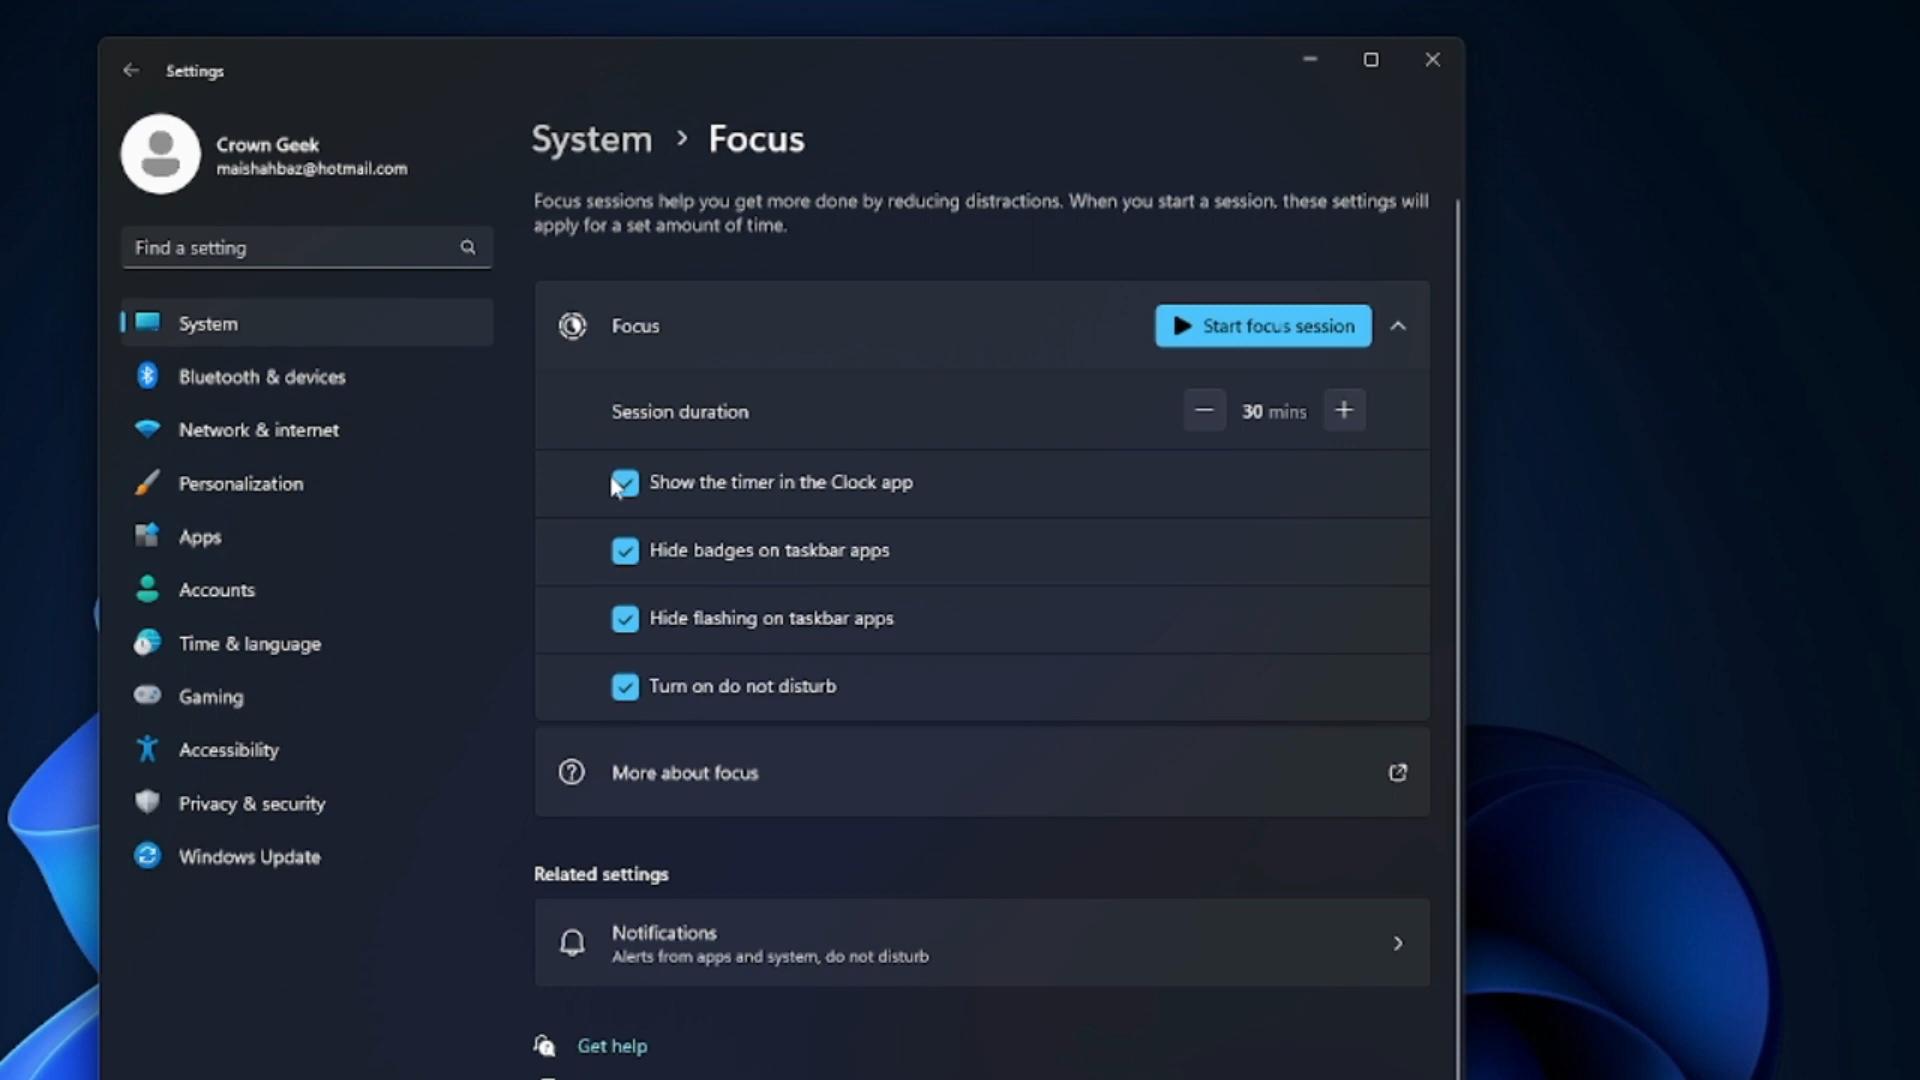 Settings
Crown Geek
maishahbaz@hotmail.com
Find a setting
System
Bluetooth & devices
Network & internet
Personalization
Apps
Accounts
Time & language
Gaming
Accessibility
Privacy & security
Windows Update
System > Focus
Focus sessions help you get more done by reducing distractions. When you start a session, these settings will
apply for a set amount of time.
Focus
Start focus session
Session duration
30 mins
Show the timer in the Clock app
Hide badges on taskbar apps
Hide flashing on taskbar apps
Turn on do not disturb
More about focus
Related settings
Notifications
Alerts from apps and system, do not disturb
Get help